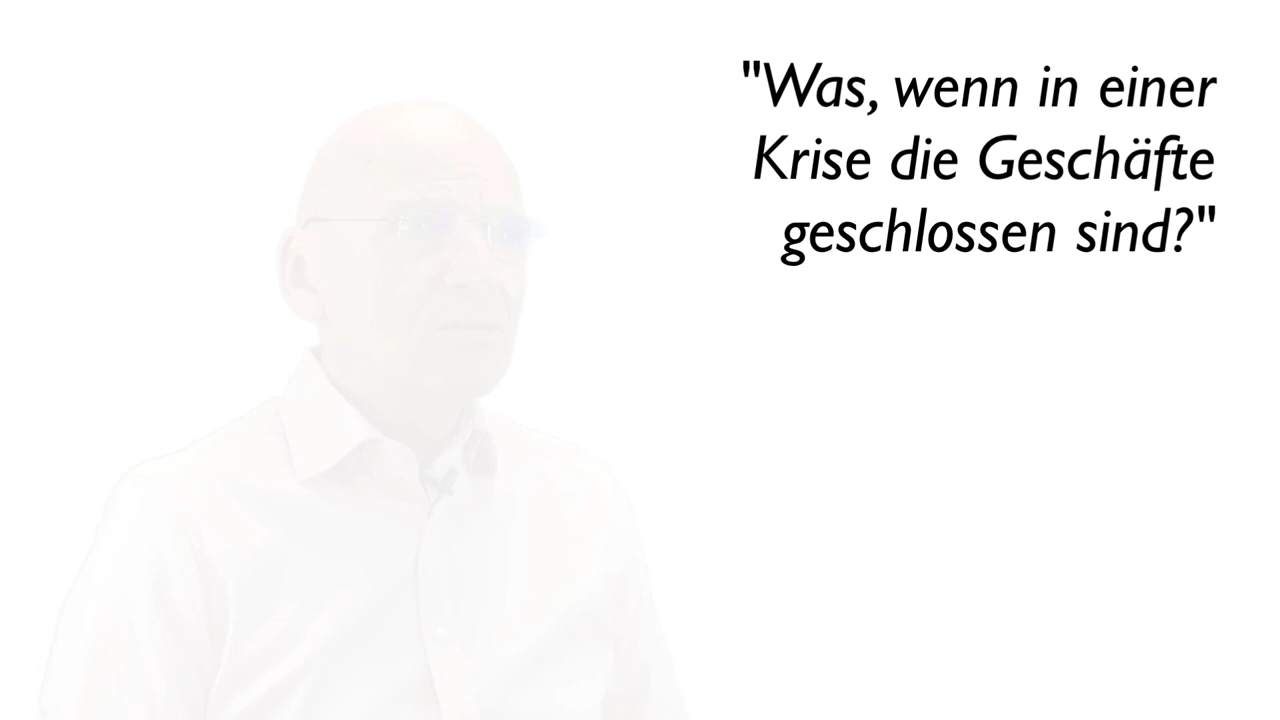 "Was, wenn in einer
Krise die Geschäfte
geschlossen sind?"